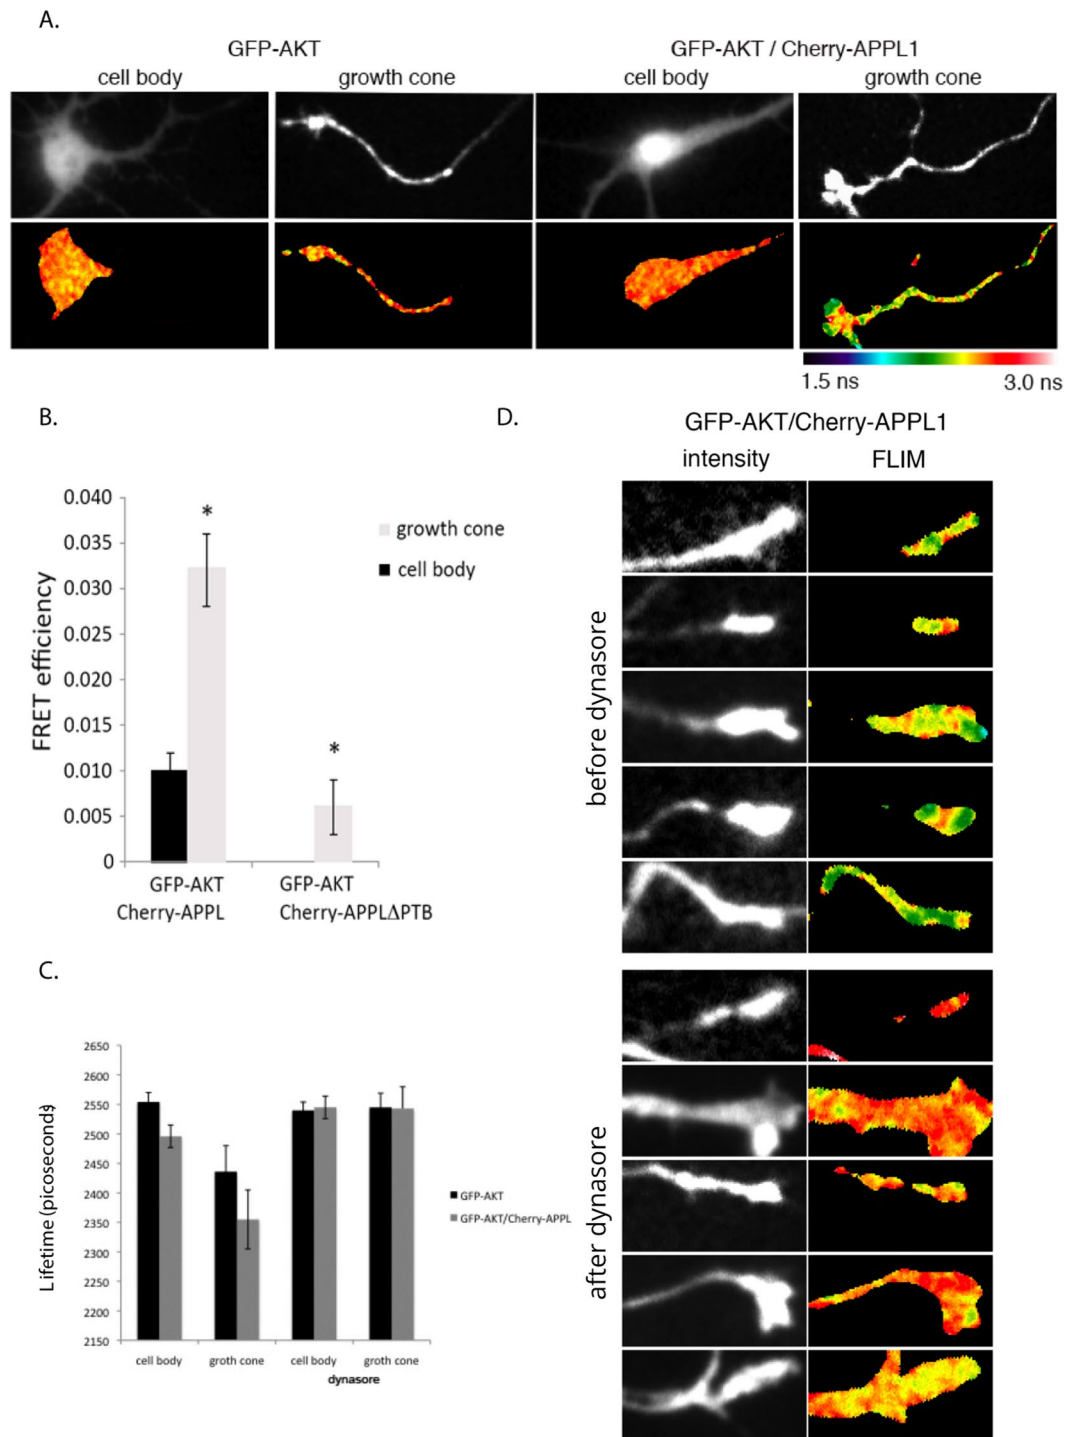 A.
GFP-AKT
GFP-AKT / Cherry-APPL1
cell body
growth cone
cell body
growth cone
1.5 ns
3.0 ns
B.
FRET efficiency
0.040
0.035
0.030
0.025
0.020
0.015
0.010
0.005
0
*
*
growth cone
cell body
GFP-AKT
Cherry-APPL
GFP-AKT
Cherry-APPLΔPTB
C.
Lifetime (picoseconds)
2650
2600
2550
2500
2450
2400
2350
2300
2250
2200
2150
GFP-AKT
GFP-AKT/Cherry-APPL
cell body
groth cone
cell body
groth cone
dynasore
D.
GFP-AKT/Cherry-APPL1
intensity
FLIM
before dynasore
after dynasore